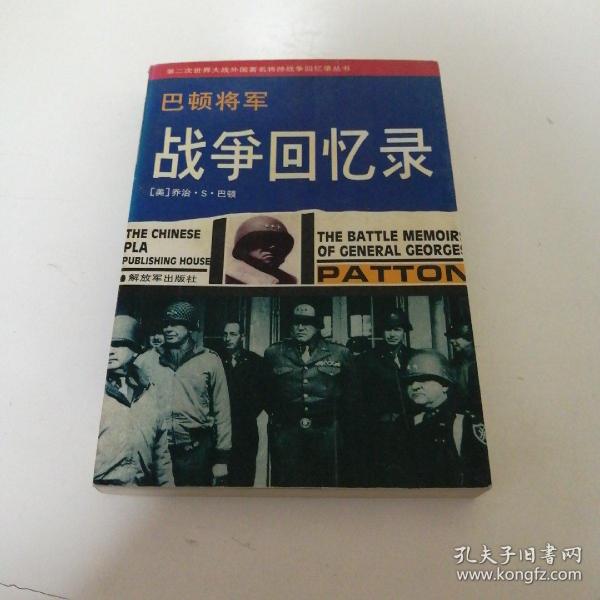 第二次世界大战外国著名将帅战争回忆录丛书
巴顿将军
战争回忆录
[美]乔治·S·巴顿
THE CHINESE
PLA
PUBLISHING HOUSE
●解放军出版社
THE BATTLE MEMOIRS
OF GENERAL GEORGES
PATTON
孔夫子旧书网
www.kongfz.com